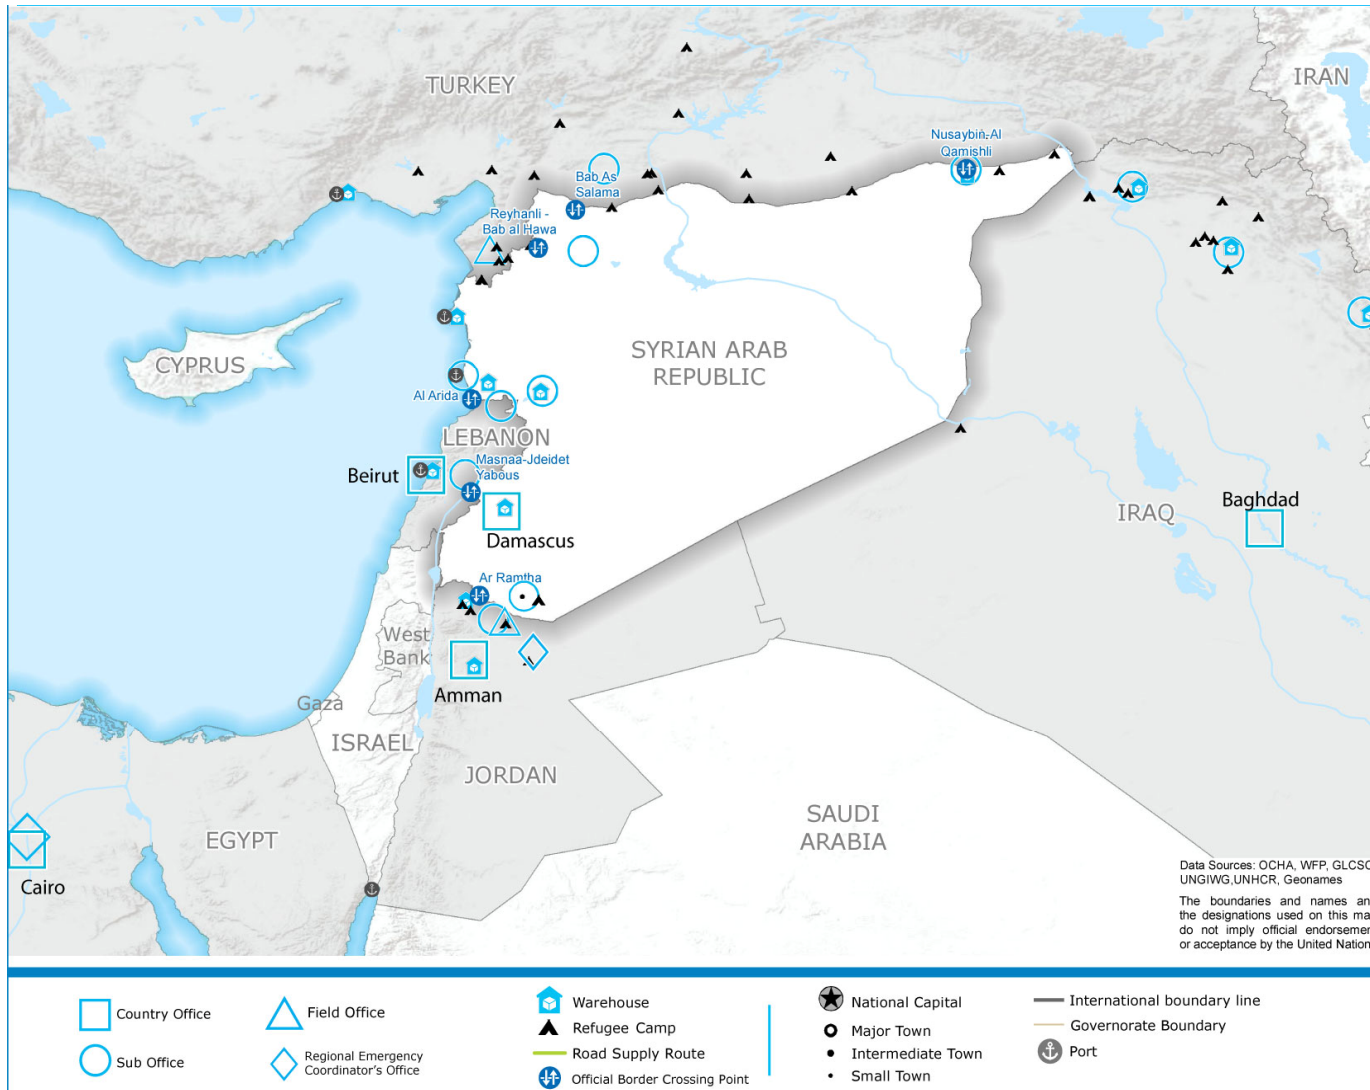 TURKEY
IRAN
Nusaybin-Al
Qamishli
Bab As
Salama
Reyhanli -
Bab al Hawa
SYRIAN ARAB
REPUBLIC
CYPRUS
Al Arida
LEBANON
Masnaa-Jdeidet
Yabous
Beirut
Damascus
Baghdad
IRAQ
Ar Ramtha
West
Bank
Amman
Gaza
ISRAEL
JORDAN
SAUDI
ARABIA
EGYPT
Cairo
Data Sources: OCHA, WFP, GLCSC
UNGIWG,UNHCR, Geonames
The boundaries and names an
the designations used on this ma
do not imply official endorsemen
or acceptance by the United Nation
Country Office
Sub Office
Field Office
Regional Emergency
Coordinator's Office
Warehouse
Refugee Camp
Road Supply Route
Official Border Crossing Point
National Capital
Major Town
Intermediate Town
Small Town
International boundary line
Governorate Boundary
Port